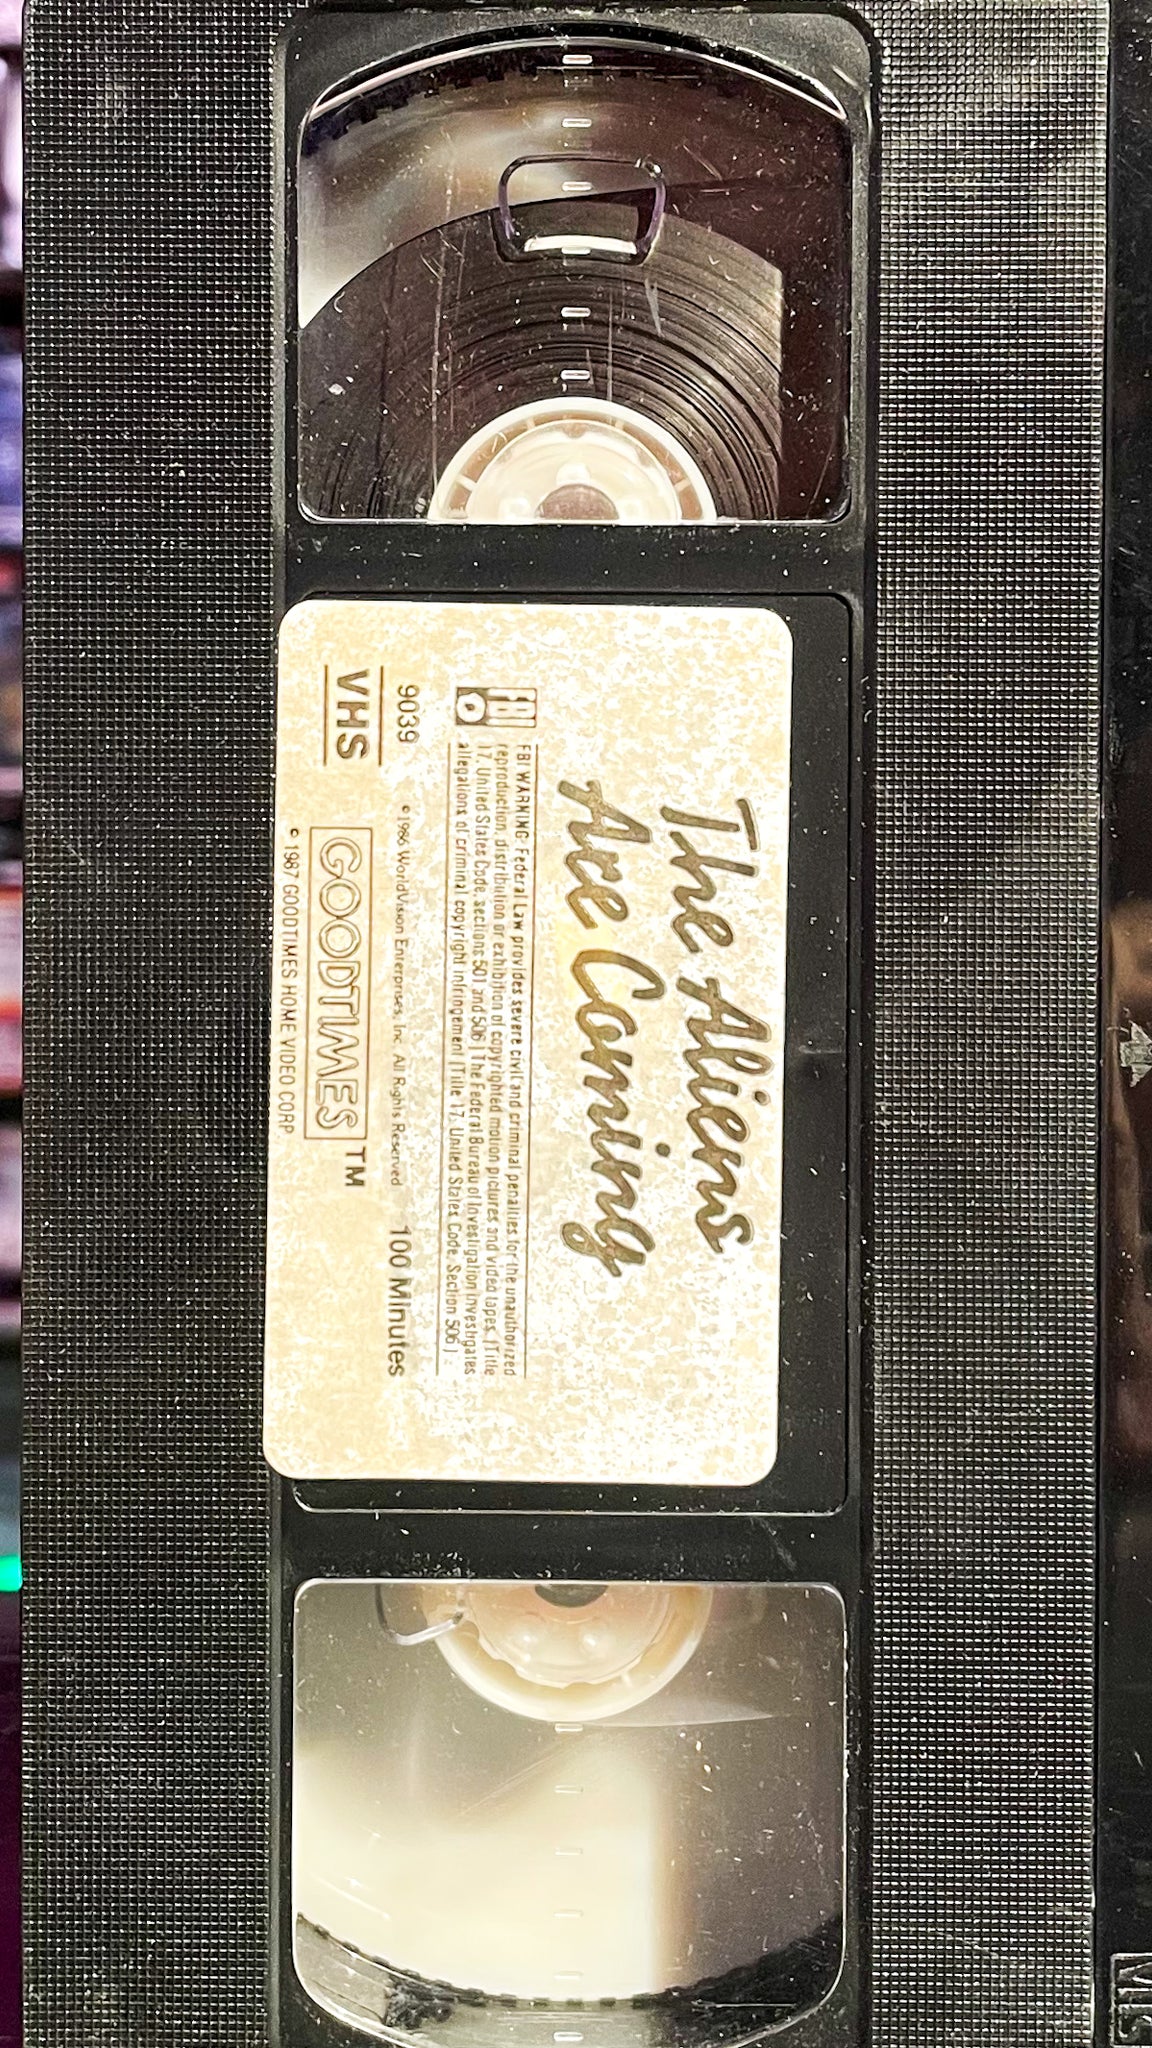 The Aliens
Are Coming
FBI
FBI WARNING: Federal Law provides severe civil and criminal penalties for the unauthorized
reproduction, distribution or exhibition of copyrighted motion pictures and video tapes. (Title
17, United States Code, sections 501 and 506) The Federal Bureau of Investigation investigates
allegations of criminal copyright infringement (Title 17, United States Code, Section 506).
9039 ©1986 WorldVision Enterprises, Inc. All Rights Reserved 100 Minutes
VHS GOODTIMES TM
© 1987 GOODTIMES HOME VIDEO CORP